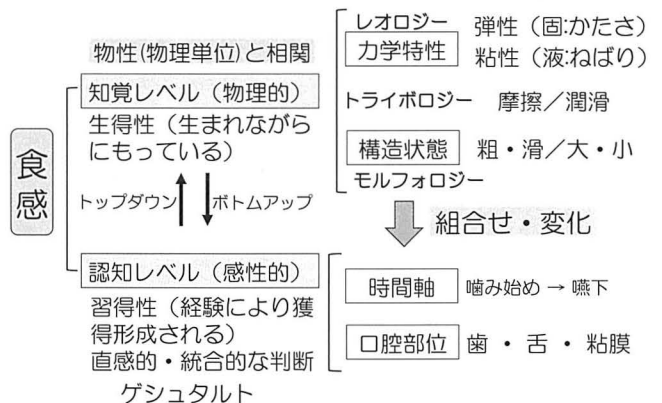 物性(物理単位)と相関
知覚レベル（物理的）
生得性（生まれながら
にもっている）
食感
トップダウン
ボトムアップ
認知レベル（感性的）
習得性（経験により獲
得形成される）
直感的・統合的な判断
ゲシュタルト
レオロジー
力学特性
弾性（固:かたさ）
粘性（液:ねばり）
トライボロジー 摩擦／潤滑
構造状態 粗・滑／大・小
モルフォロジー
組合せ・変化
時間軸 噛み始め → 嚥下
口腔部位 歯 ・ 舌 ・ 粘膜